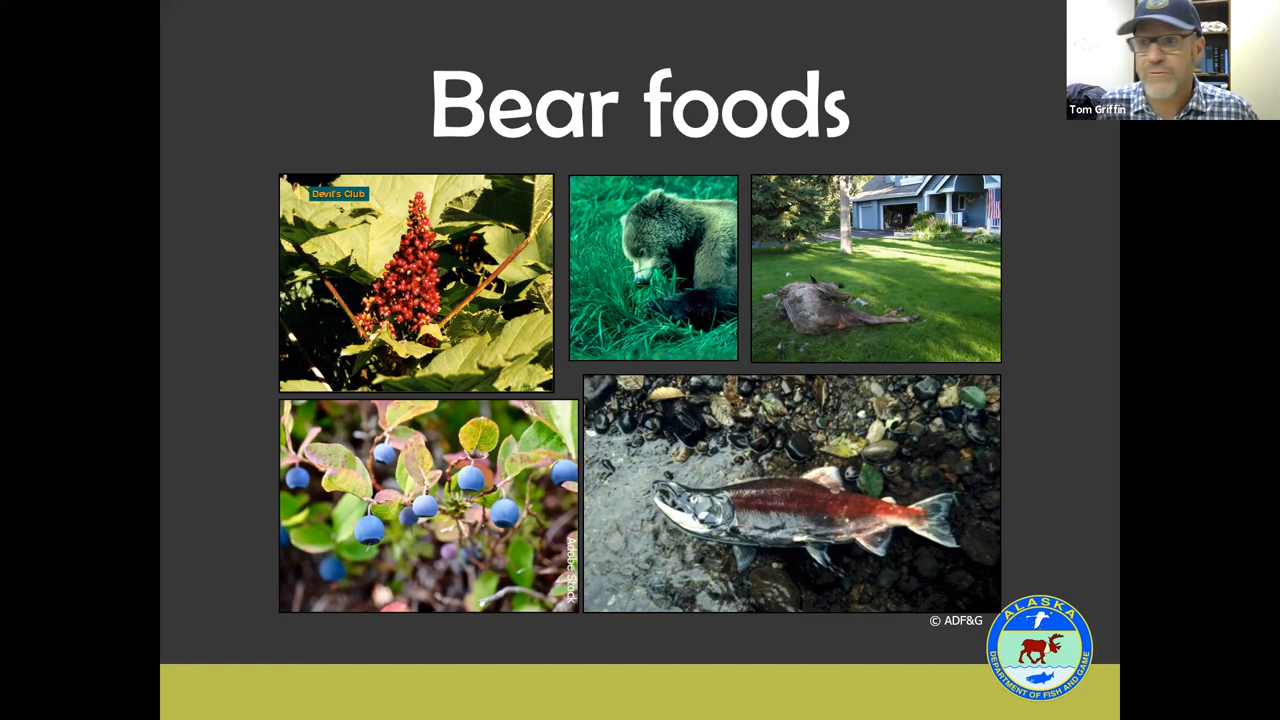 Bear foods
Tom Griffin
Devil's Club
Adobe Stock
© ADF&G
ALASKA
DEPARTMENT OF FISH AND GAME